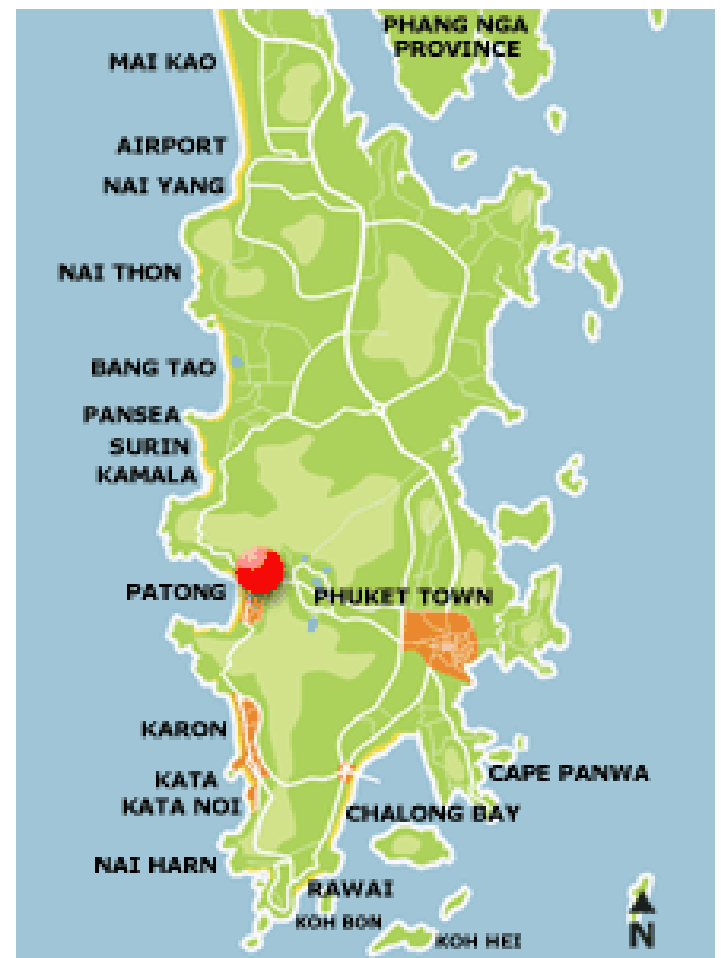 PHANG NGA
PROVINCE
MAI KAO
AIRPORT
NAI YANG
NAI THON
BANG TAO
PANSEA
SURIN
KAMALA
PATONG
PHUKET TOWN
KARON
KATA
CAPE PANWA
KATA NOI
CHALONG BAY
NAI HARN
RAWAI
KOH BON
KOH HEI
N